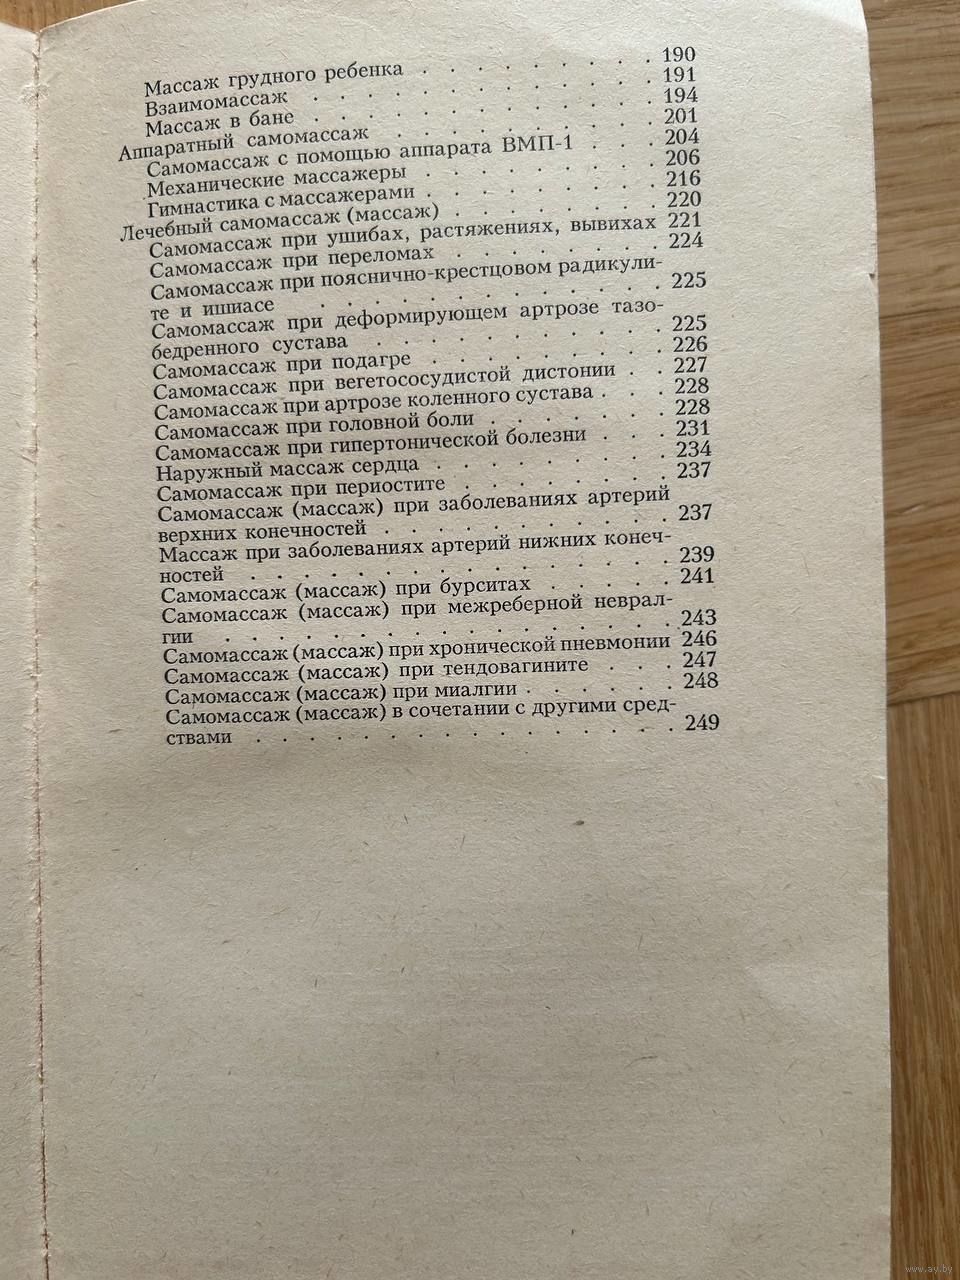 Массаж грудного ребенка . . . . . . . . . 190
Взаимомассаж . . . . . . . . . . . 191
Массаж в бане . . . . . . . . . . . 194
Аппаратный самомассаж . . . . . . . . . 201
Самомассаж с помощью аппарата ВМП-1 . . . 204
Механические массажеры . . . . . . . . 206
Гимнастика с массажерами . . . . . . . . 216
Лечебный самомассаж (массаж) . . . . . . . 220
Самомассаж при ушибах, растяжениях, вывихах 221
Самомассаж при переломах . . . . . . . 224
Самомассаж при пояснично-крестцовом радикули-
те и ишиасе . . . . . . . . . . . 225
Самомассаж при деформирующем артрозе тазо-
бедренного сустава . . . . . . . . . 225
Самомассаж при подагре . . . . . . . . 226
Самомассаж при вегетососудистой дистонии . . 227
Самомассаж при артрозе коленного сустава . . . 228
Самомассаж при головной боли . . . . . . 228
Самомассаж при гипертонической болезни . . . 231
Наружный массаж сердца . . . . . . . . 234
Самомассаж при периостите . . . . . . . 237
Самомассаж (массаж) при заболеваниях артерий
верхних конечностей . . . . . . . . . 237
Массаж при заболеваниях артерий нижних конеч-
ностей . . . . . . . . . . . . . 239
Самомассаж (массаж) при бурситах . . . . . 241
Самомассаж (массаж) при межреберной неврал-
гии . . . . . . . . . . . . . . 243
Самомассаж (массаж) при хронической пневмонии 246
Самомассаж (массаж) при тендовагините . . . 247
Самомассаж (массаж) при миалгии . . . . . . 248
Самомассаж (массаж) в сочетании с другими сред-
ствами . . . . . . . . . . . . . 249
www.ay.by